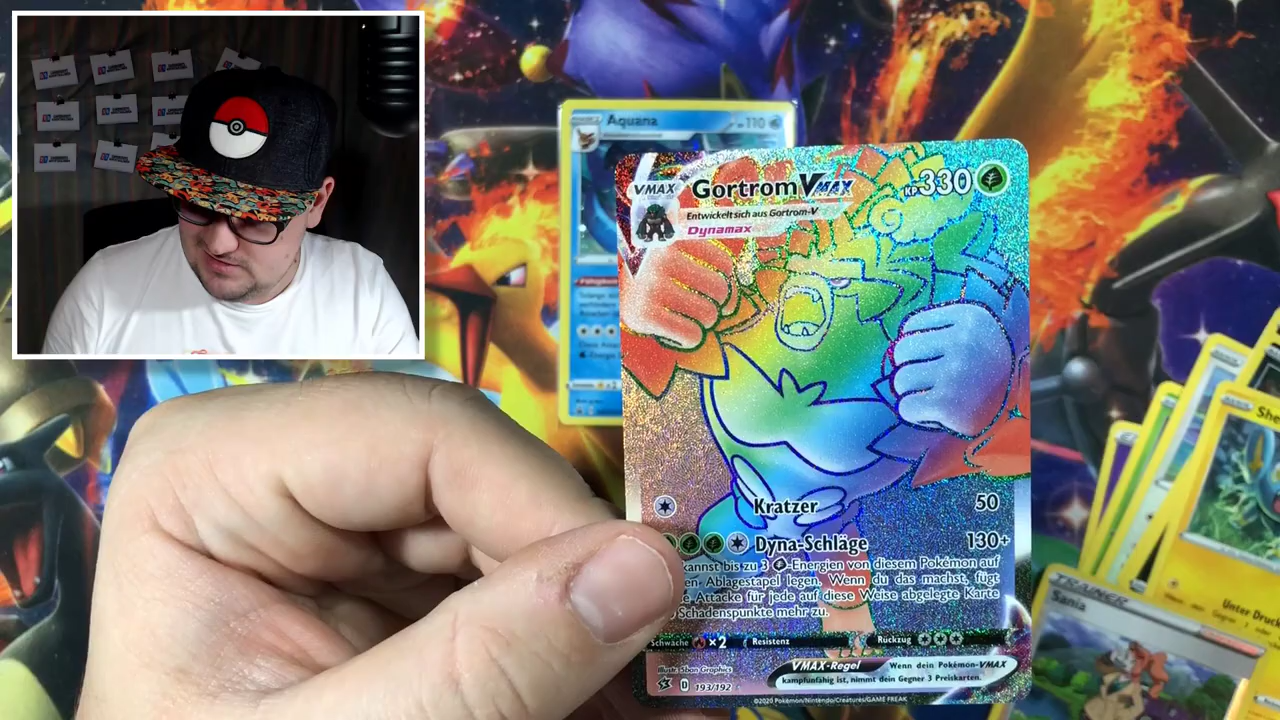 Aquana
110
VMAX
Gortrom VMAX
KP 330
Entwickelt sich aus Gortrom-V
Dynamax
Kratzer 50
Dyna-Schläge 130+
kannst bis zu 3 -Energien von diesem Pokémon auf
Ablagestapel legen. Wenn du das machst, fügt
Attacke für jede auf diese Weise abgelegte Karte
Schadenspunkte mehr zu.
Schwäche ×2 Resistenz Rückzug
VMAX-Regel Wenn dein Pokémon-VMAX
kampfunfähig ist, nimmt dein Gegner 3 Preiskarten.
D 193/192
©2020 Pokémon/Nintendo/Creatures/GAME FREAK
She
Unter Druck
TRAINER
Sania